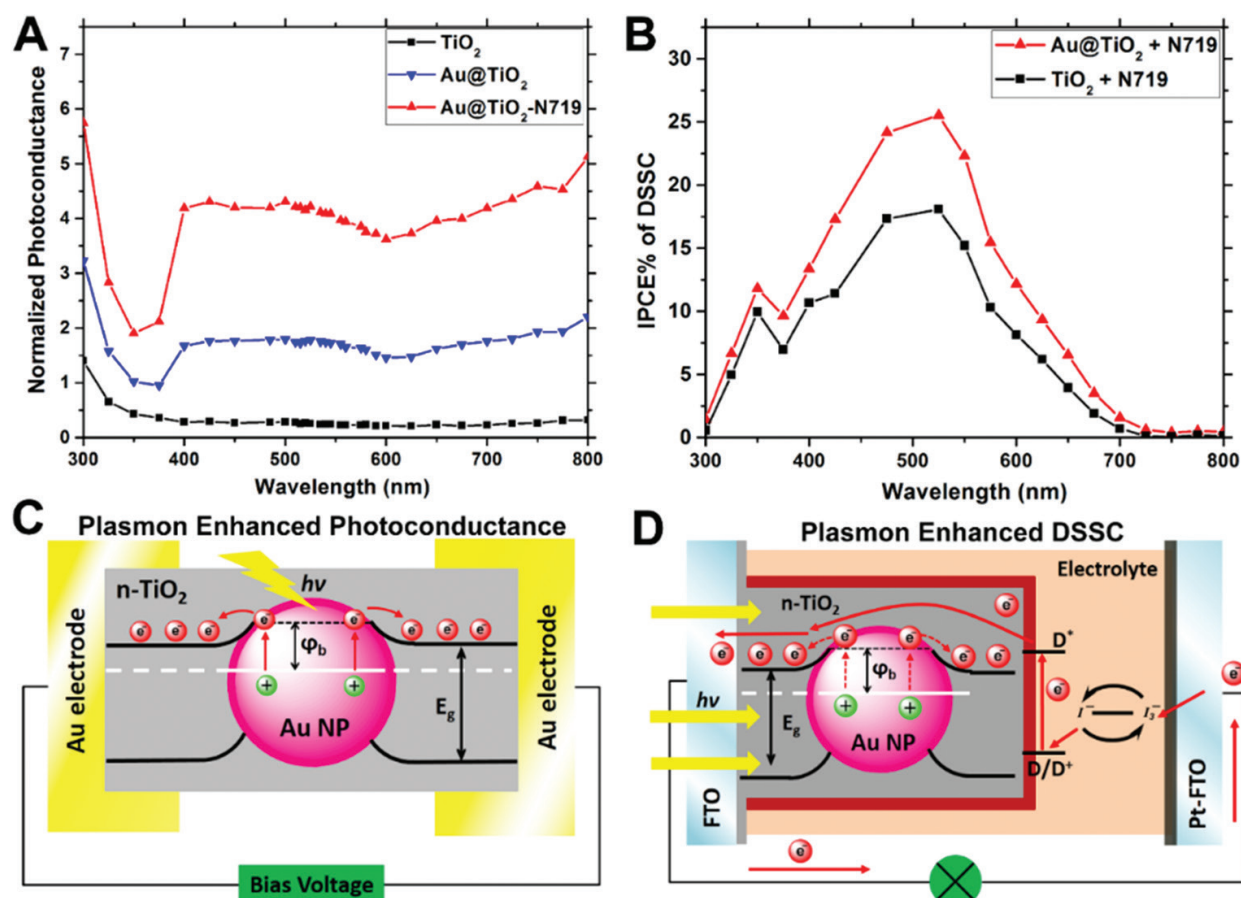 A
Normalized Photoconductance
7
6
5
4
3
2
1
0
300 400 500 600 700 800
Wavelength (nm)
TiO₂
Au@TiO₂
Au@TiO₂-N719
B
IPCE% of DSSC
30
25
20
15
10
5
0
300 400 500 600 700 800
Wavelength (nm)
Au@TiO₂ + N719
TiO₂ + N719
C
Plasmon Enhanced Photoconductance
Au electrode
n-TiO₂
hν
e⁻ e⁻ e⁻ e⁻ e⁻ e⁻ e⁻ e⁻
φb
+ +
Eg
Au NP
Au electrode
Bias Voltage
D
Plasmon Enhanced DSSC
Electrolyte
n-TiO₂
e⁻
e⁻ e⁻ e⁻ e⁻ e⁻ e⁻ e⁻
D*
φb
e⁻
e⁻
hν
+ +
I⁻ I₃⁻
Eg
Au NP
D/D⁺
FTO
Pt-FTO
e⁻